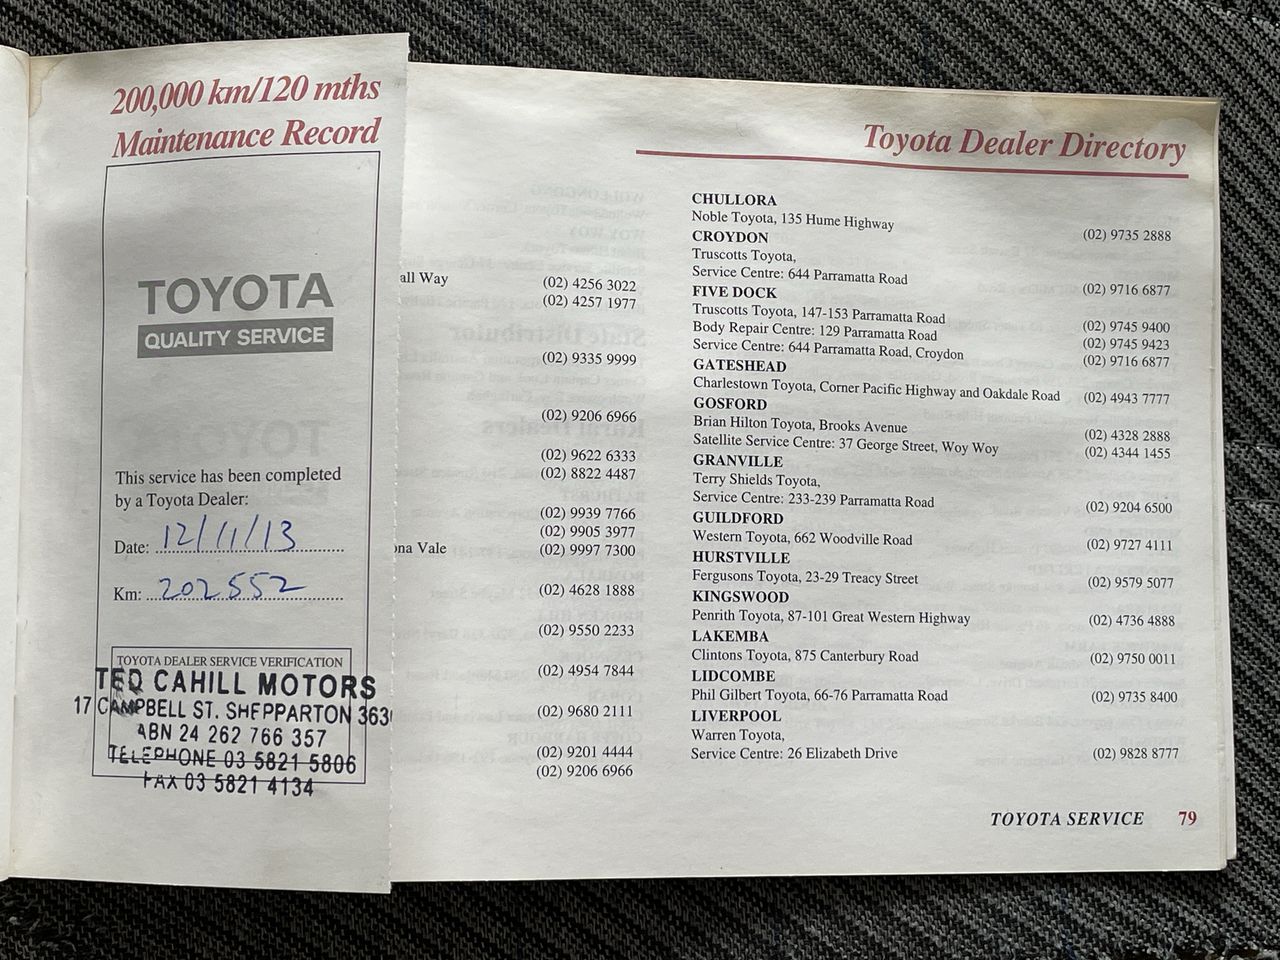 200,000 km/120 mths
Maintenance Record
TOYOTA
QUALITY SERVICE
This service has been completed
by a Toyota Dealer:
Date: 12/11/13
Km: 202552
TOYOTA DEALER SERVICE VERIFICATION
TED CAHILL MOTORS
17 CAMPBELL ST. SHEPPARTON 363
ABN 24 262 766 357
TELEPHONE 03 5821 5806
FAX 03 5821 4134
all Way (02) 4256 3022
(02) 4257 1977
(02) 9335 9999
(02) 9206 6966
(02) 9622 6333
(02) 8822 4487
(02) 9939 7766
(02) 9905 3977
ona Vale (02) 9997 7300
(02) 4628 1888
(02) 9550 2233
(02) 4954 7844
(02) 9680 2111
(02) 9201 4444
(02) 9206 6966
Toyota Dealer Directory
CHULLORA
Noble Toyota, 135 Hume Highway (02) 9735 2888
CROYDON
Truscotts Toyota,
Service Centre: 644 Parramatta Road (02) 9716 6877
FIVE DOCK
Truscotts Toyota, 147-153 Parramatta Road (02) 9745 9400
Body Repair Centre: 129 Parramatta Road (02) 9745 9423
Service Centre: 644 Parramatta Road, Croydon (02) 9716 6877
GATESHEAD
Charlestown Toyota, Corner Pacific Highway and Oakdale Road (02) 4943 7777
GOSFORD
Brian Hilton Toyota, Brooks Avenue (02) 4328 2888
Satellite Service Centre: 37 George Street, Woy Woy (02) 4344 1455
GRANVILLE
Terry Shields Toyota,
Service Centre: 233-239 Parramatta Road (02) 9204 6500
GUILDFORD
Western Toyota, 662 Woodville Road (02) 9727 4111
HURSTVILLE
Fergusons Toyota, 23-29 Treacy Street (02) 9579 5077
KINGSWOOD
Penrith Toyota, 87-101 Great Western Highway (02) 4736 4888
LAKEMBA
Clintons Toyota, 875 Canterbury Road (02) 9750 0011
LIDCOMBE
Phil Gilbert Toyota, 66-76 Parramatta Road (02) 9735 8400
LIVERPOOL
Warren Toyota,
Service Centre: 26 Elizabeth Drive (02) 9828 8777
TOYOTA SERVICE 79